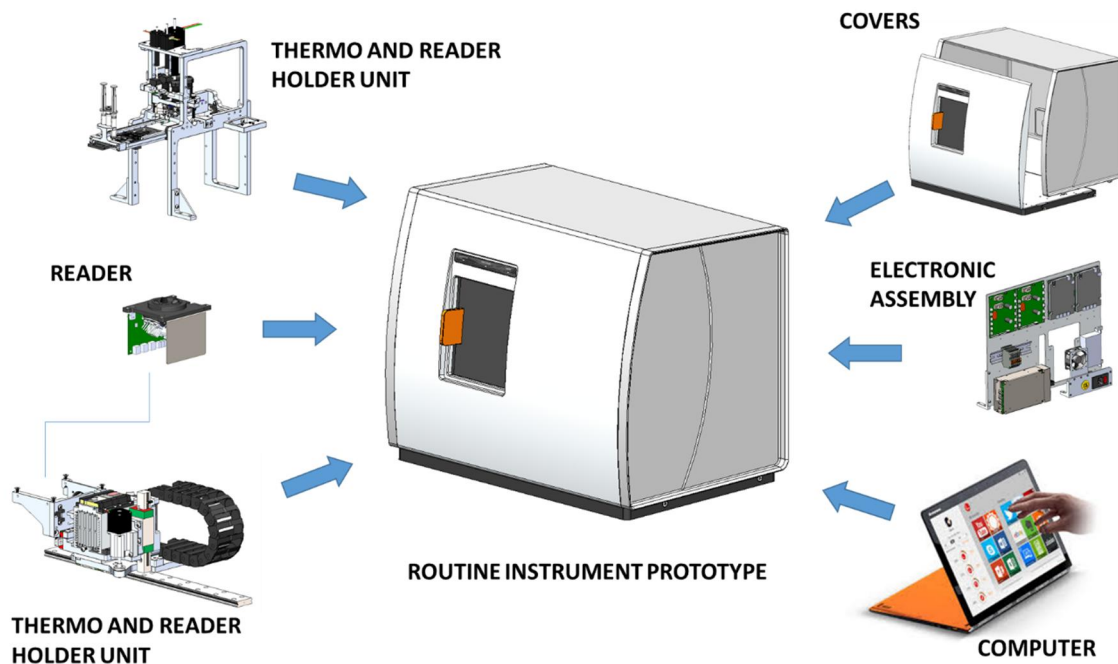 THERMO AND READER
HOLDER UNIT
COVERS
READER
ELECTRONIC
ASSEMBLY
ROUTINE INSTRUMENT PROTOTYPE
THERMO AND READER
HOLDER UNIT
COMPUTER